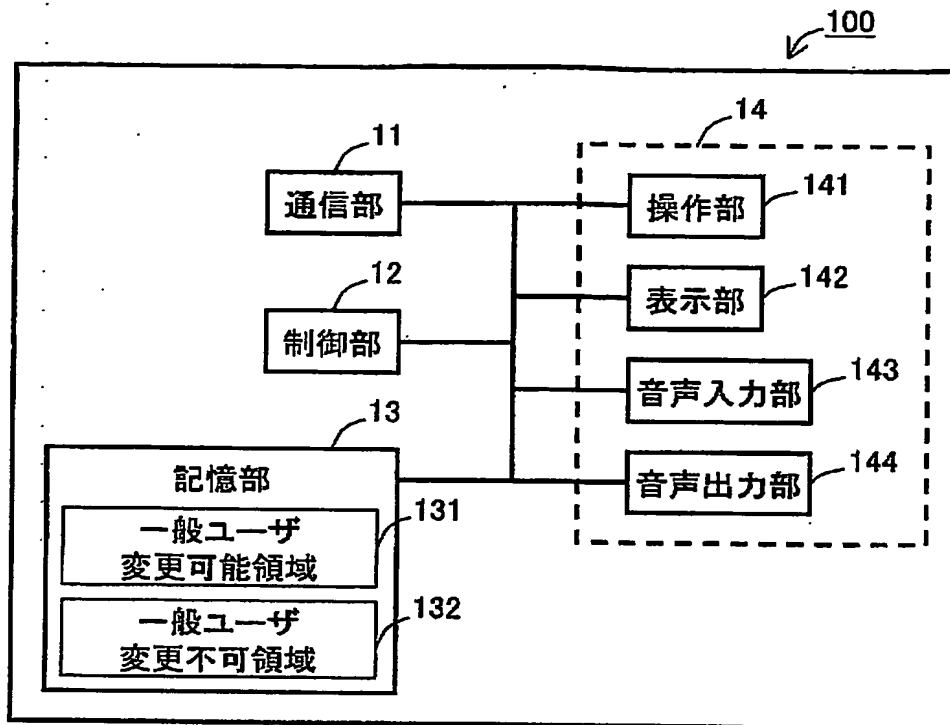 100
14
11
通信部
141
操作部
12
制御部
142
表示部
143
音声入力部
13
記憶部
144
音声出力部
131
一般ユーザ
変更可能領域
132
一般ユーザ
変更不可領域